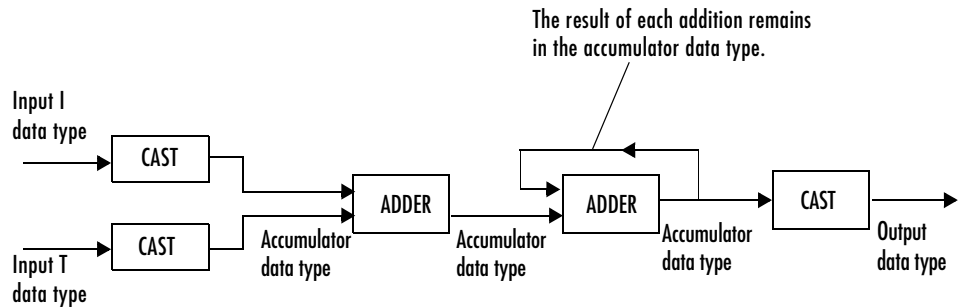 The result of each addition remains
in the accumulator data type.
Input I
data type
CAST
ADDER
ADDER
CAST
CAST
Accumulator
data type
Accumulator
data type
Accumulator
data type
Output
data type
Input T
data type